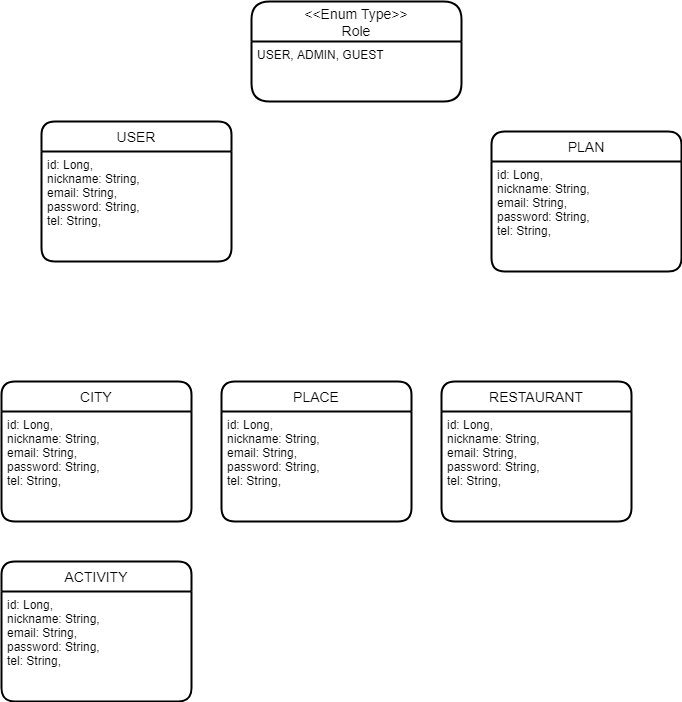 <<Enum Type>>
Role
USER, ADMIN, GUEST
USER
id: Long,
nickname: String,
email: String,
password: String,
tel: String,
PLAN
id: Long,
nickname: String,
email: String,
password: String,
tel: String,
CITY
id: Long,
nickname: String,
email: String,
password: String,
tel: String,
PLACE
id: Long,
nickname: String,
email: String,
password: String,
tel: String,
RESTAURANT
id: Long,
nickname: String,
email: String,
password: String,
tel: String,
ACTIVITY
id: Long,
nickname: String,
email: String,
password: String,
tel: String,